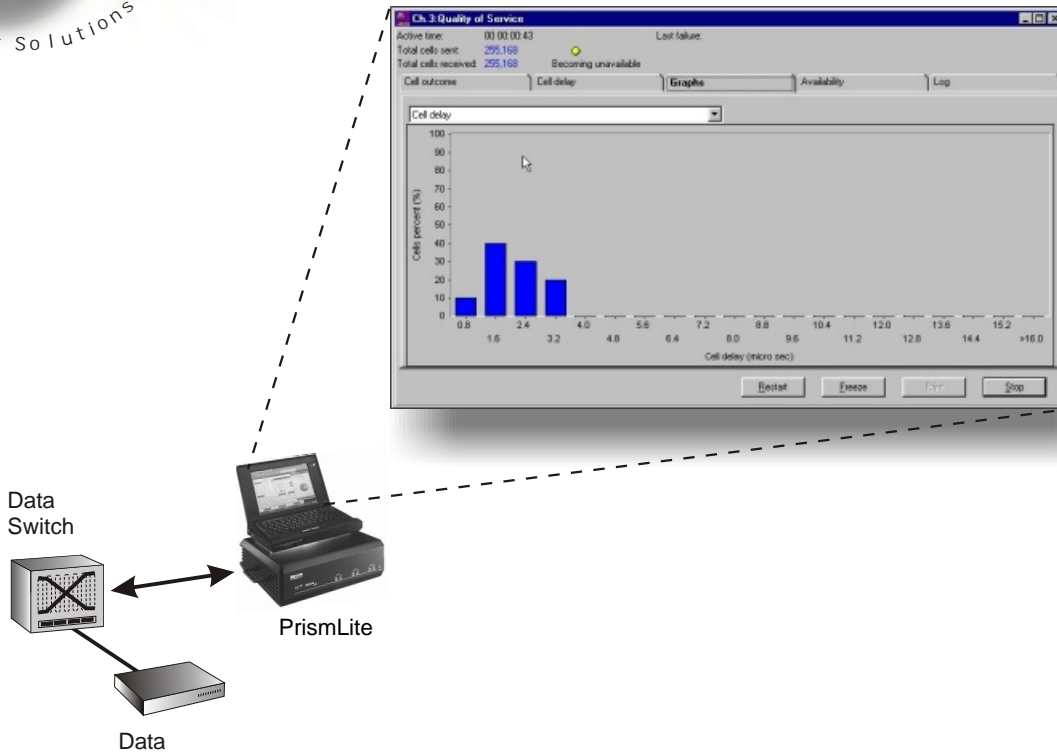 Solutions
Ch.3:Quality of Service
Active time: 00 00:00:43 Last failure:
Total cells sent: 255,168
Total cells received: 255,168 Becoming unavailable
Cell outcome Cell delay Graphs Availability Log
Cell delay
100
90
80
70
60
50
40
30
20
10
0
Cells percent (%)
0.8 2.4 4.0 5.6 7.2 8.8 10.4 12.0 13.6 15.2
1.6 3.2 4.8 6.4 8.0 9.6 11.2 12.8 14.4 >16.0
Cell delay (micro sec)
Restart Freeze Print Stop
Data
Switch
PrismLite
Data